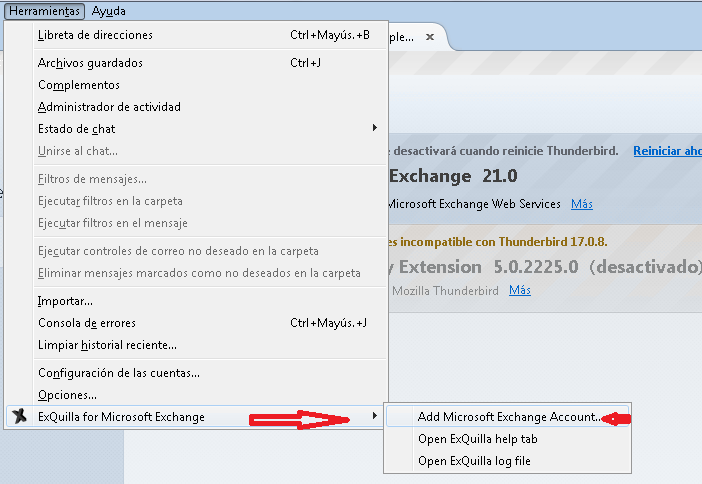 Herramientas Ayuda
Libreta de direcciones Ctrl+Mayús.+B
ple...
Archivos guardados Ctrl+J
Complementos
Administrador de actividad
Estado de chat
Unirse al chat...
desactivará cuando reinicie Thunderbird. Reiniciar aho
Filtros de mensajes...
Exchange 21.0
Ejecutar filtros en la carpeta
Microsoft Exchange Web Services Más
Ejecutar filtros en el mensaje
es incompatible con Thunderbird 17.0.8.
Ejecutar controles de correo no deseado en la carpeta
y Extension 5.0.2225.0 (desactivado)
Eliminar mensajes marcados como no deseados en la carpeta
Mozilla Thunderbird Más
Importar...
Consola de errores Ctrl+Mayús.+J
Limpiar historial reciente...
Configuración de las cuentas...
Opciones...
ExQuilla for Microsoft Exchange
Add Microsoft Exchange Account...
Open ExQuilla help tab
Open ExQuilla log file